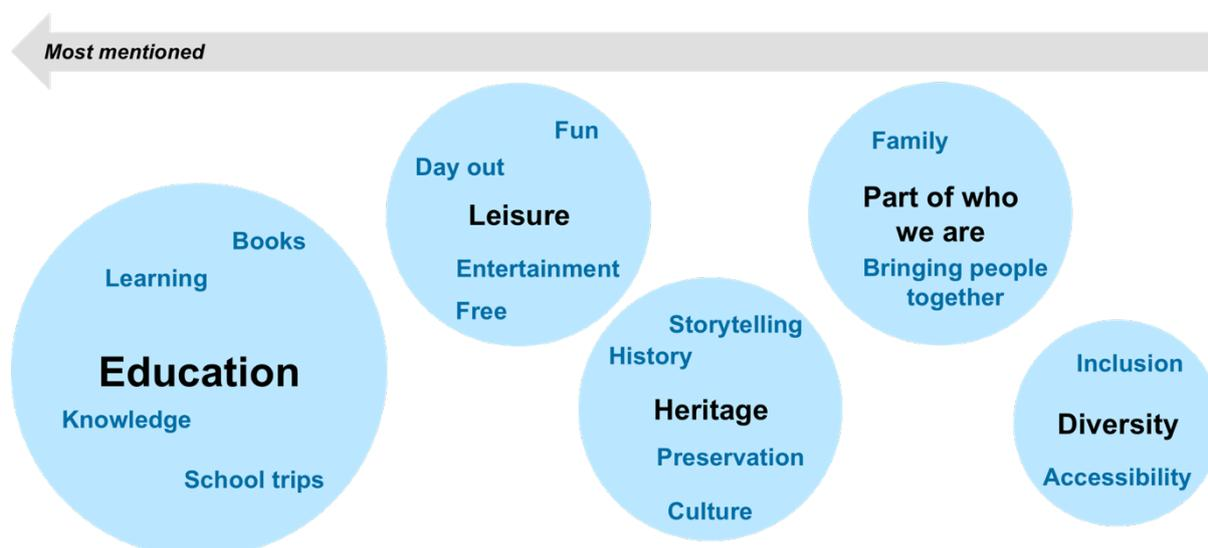 Most mentioned
Books
Learning
Education
Knowledge
School trips
Fun
Day out
Leisure
Entertainment
Free
Storytelling
History
Heritage
Preservation
Culture
Family
Part of who
we are
Bringing people
together
Inclusion
Diversity
Accessibility